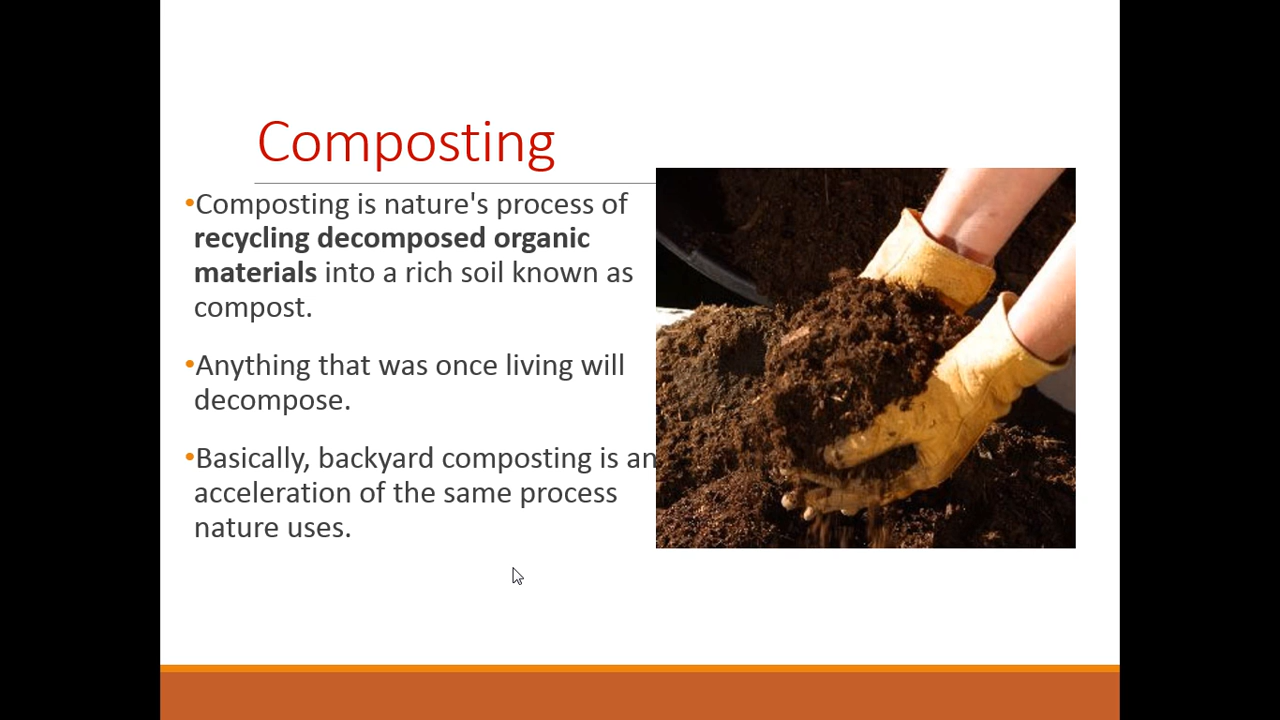 Composting
•Composting is nature's process of
recycling decomposed organic
materials into a rich soil known as
compost.
•Anything that was once living will
decompose.
•Basically, backyard composting is an
acceleration of the same process
nature uses.